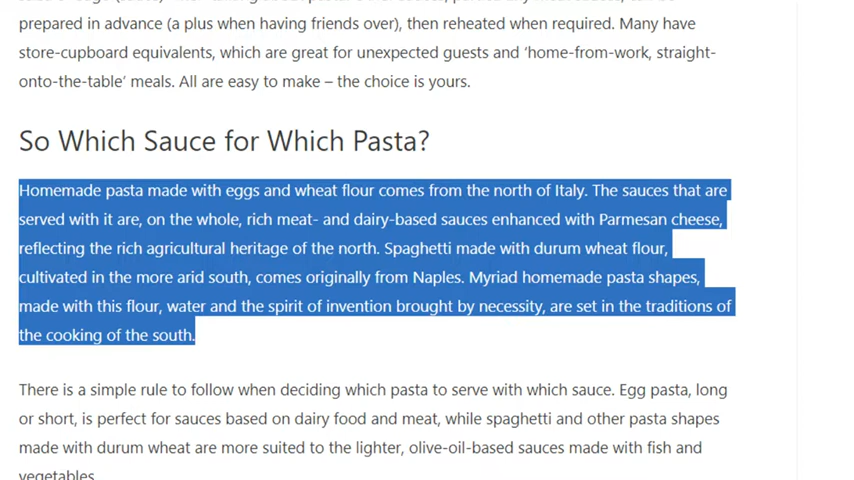 prepared in advance (a plus when having friends over), then reheated when required. Many have
store-cupboard equivalents, which are great for unexpected guests and ‘home-from-work, straight-
onto-the-table’ meals. All are easy to make – the choice is yours.
So Which Sauce for Which Pasta?
Homemade pasta made with eggs and wheat flour comes from the north of Italy. The sauces that are
served with it are, on the whole, rich meat- and dairy-based sauces enhanced with Parmesan cheese,
reflecting the rich agricultural heritage of the north. Spaghetti made with durum wheat flour,
cultivated in the more arid south, comes originally from Naples. Myriad homemade pasta shapes,
made with this flour, water and the spirit of invention brought by necessity, are set in the traditions of
the cooking of the south.
There is a simple rule to follow when deciding which pasta to serve with which sauce. Egg pasta, long
or short, is perfect for sauces based on dairy food and meat, while spaghetti and other pasta shapes
made with durum wheat are more suited to the lighter, olive-oil-based sauces made with fish and
vegetables.